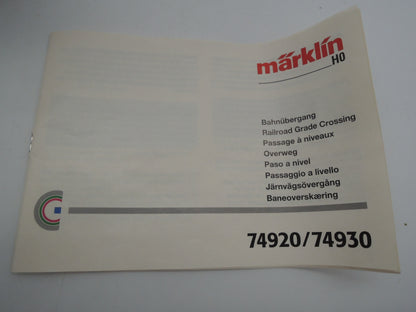 märklin
H0
Bahnübergang
Railroad Grade Crossing
Passage à niveaux
Overweg
Paso a nivel
Passaggio a livello
Järnvägsövergång
Baneoverskæring
74920/74930